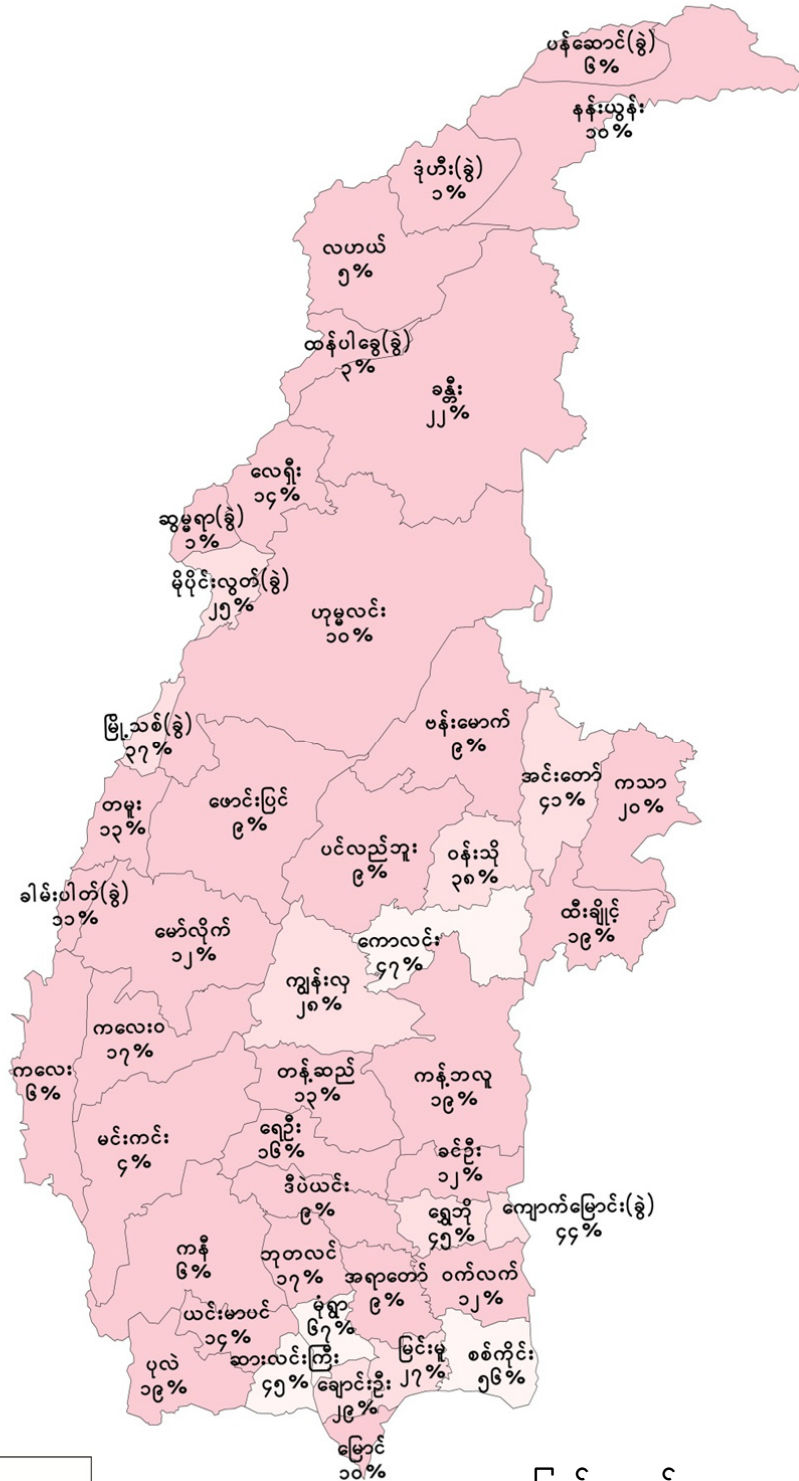 ပန်ဆောင်(ခွဲ)
၆%
နန်းယွန်း
၁၀%
ဒုံဟီး(ခွဲ)
၁%
လဟယ်
၅%
ထန်ပါခွေ(ခွဲ)
၃%
ခန္တီး
၂၂%
လေရှီး
၁၄%
ဆွမ္မရာ(ခွဲ)
၁%
မိုပိုင်းလွတ်(ခွဲ)
၂၅%
ဟုမ္မလင်း
၁၀%
မြို့သစ်(ခွဲ)
၃၇%
ဗန်းမောက်
၉%
အင်းတော်
၄၁%
ကသာ
၂၀%
တမူး
၁၃%
ဖောင်းပြင်
၉%
ပင်လည်ဘူး
၉%
ဝန်းသို
၃၈%
ခါမ်းပါတ်(ခွဲ)
၁၁%
မော်လိုက်
၁၂%
ကောလင်း
၄၇%
ထီးချိုင့်
၁၉%
ကျွန်းလှ
၂၈%
ကလေးဝ
၁၇%
ကလေး
၆%
တန့်ဆည်
၁၃%
ကန့်ဘလူ
၁၉%
မင်းကင်း
၄%
ရေဦး
၁၆%
ခင်ဦး
၁၂%
ဒီပဲယင်း
၉%
ရွှေဘို
၄၅%
ကျောက်မြောင်း(ခွဲ)
၄၄%
ကနီ
၆%
ဘုတလင်
၁၇%
အရာတော်
၉%
ဝက်လက်
၁၂%
ယင်းမာပင်
၁၄%
မုံရွာ
၆၇%
ပုလဲ
၁၉%
ဆားလင်းကြီး
၄၅%
ချောင်းဦး
၂၉%
မြင်းမူ
၂၇%
စစ်ကိုင်း
၅၆%
မြောင်
၁၀%